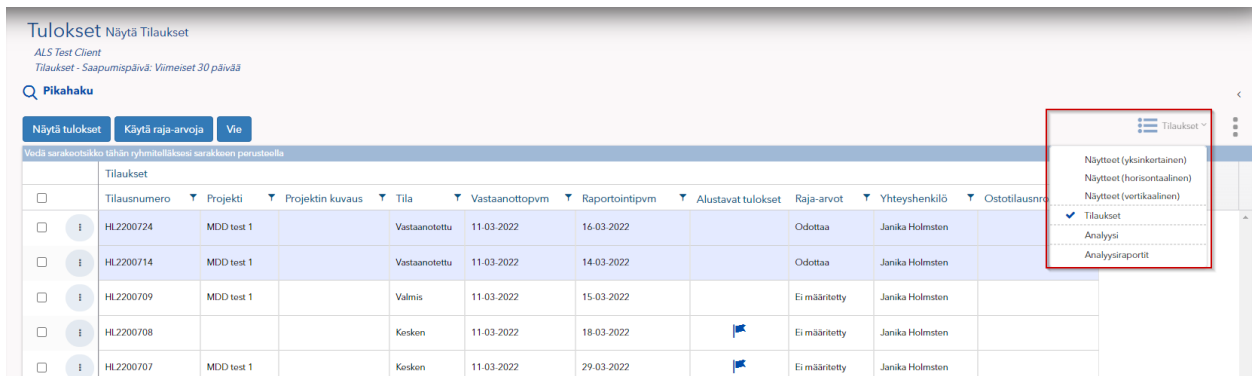 Tulokset Näytä Tilaukset
ALS Test Client
Tilaukset - Saapumispäivä: Viimeiset 30 päivää
Pikahaku
Näytä tulokset Käytä raja-arvoja Vie Tilaukset
Vedä sarakeotsikko tähän ryhmitelläksesi sarakkeen perusteella
Näytteet (yksinkertainen)
Näytteet (horisontaalinen)
Näytteet (vertikaalinen)
Tilaukset
Analyysi
Analyysiraportit
Tilaukset
Tilausnumero Projekti Projektin kuvaus Tila Vastaanottopvm Raportointipvm Alustavat tulokset Raja-arvot Yhteyshenkilö Ostotilausnro
HL2200724 MDD test 1 Vastaanotettu 11-03-2022 16-03-2022 Odottaa Janika Holmsten
HL2200714 MDD test 1 Vastaanotettu 11-03-2022 14-03-2022 Odottaa Janika Holmsten
HL2200709 MDD test 1 Valmis 11-03-2022 15-03-2022 Ei määritetty Janika Holmsten
HL2200708 Kesken 11-03-2022 18-03-2022 Ei määritetty Janika Holmsten
HL2200707 MDD test 1 Kesken 11-03-2022 29-03-2022 Ei määritetty Janika Holmsten